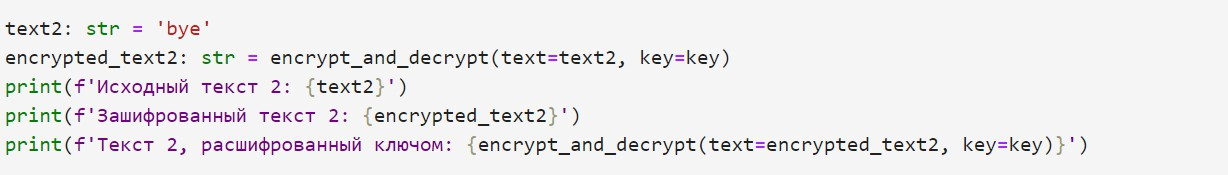 text2: str = 'bye'
encrypted_text2: str = encrypt_and_decrypt(text=text2, key=key)
print(f'Исходный текст 2: {text2}')
print(f'Зашифрованный текст 2: {encrypted_text2}')
print(f'Текст 2, расшифрованный ключом: {encrypt_and_decrypt(text=encrypted_text2, key=key)}')